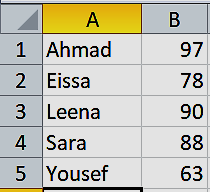 A B
1 Ahmad 97
2 Eissa 78
3 Leena 90
4 Sara 88
5 Yousef 63